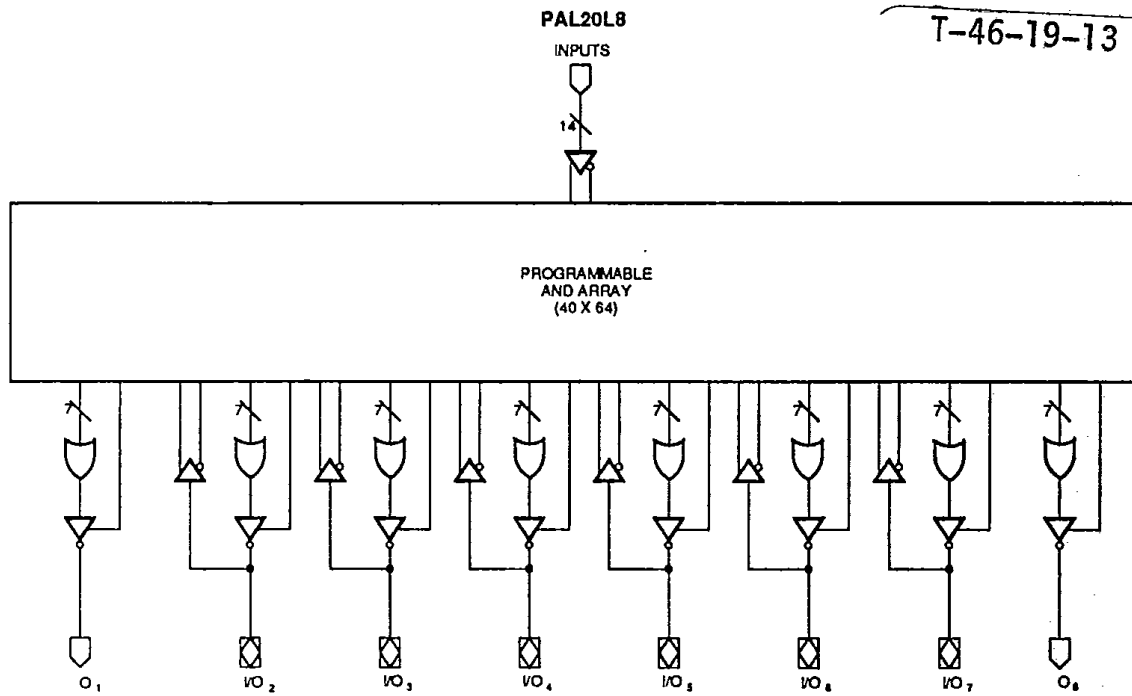 PAL20L8
T-46-19-13
INPUTS
14
PROGRAMMABLE
AND ARRAY
(40 X 64)
7 7 7 7 7 7 7 7
O₁ I/O₂ I/O₃ I/O₄ I/O₅ I/O₆ I/O₇ O₈